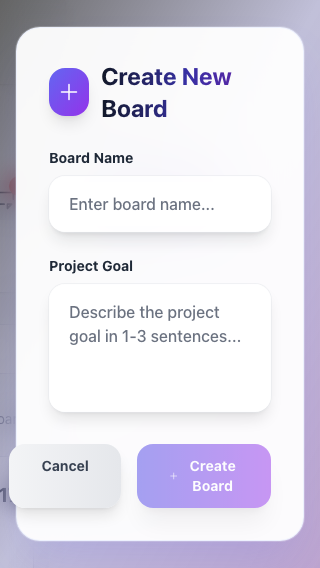 Create New
Board
Board Name
Enter board name...
Project Goal
Describe the project
goal in 1-3 sentences...
Cancel
+ Create
Board